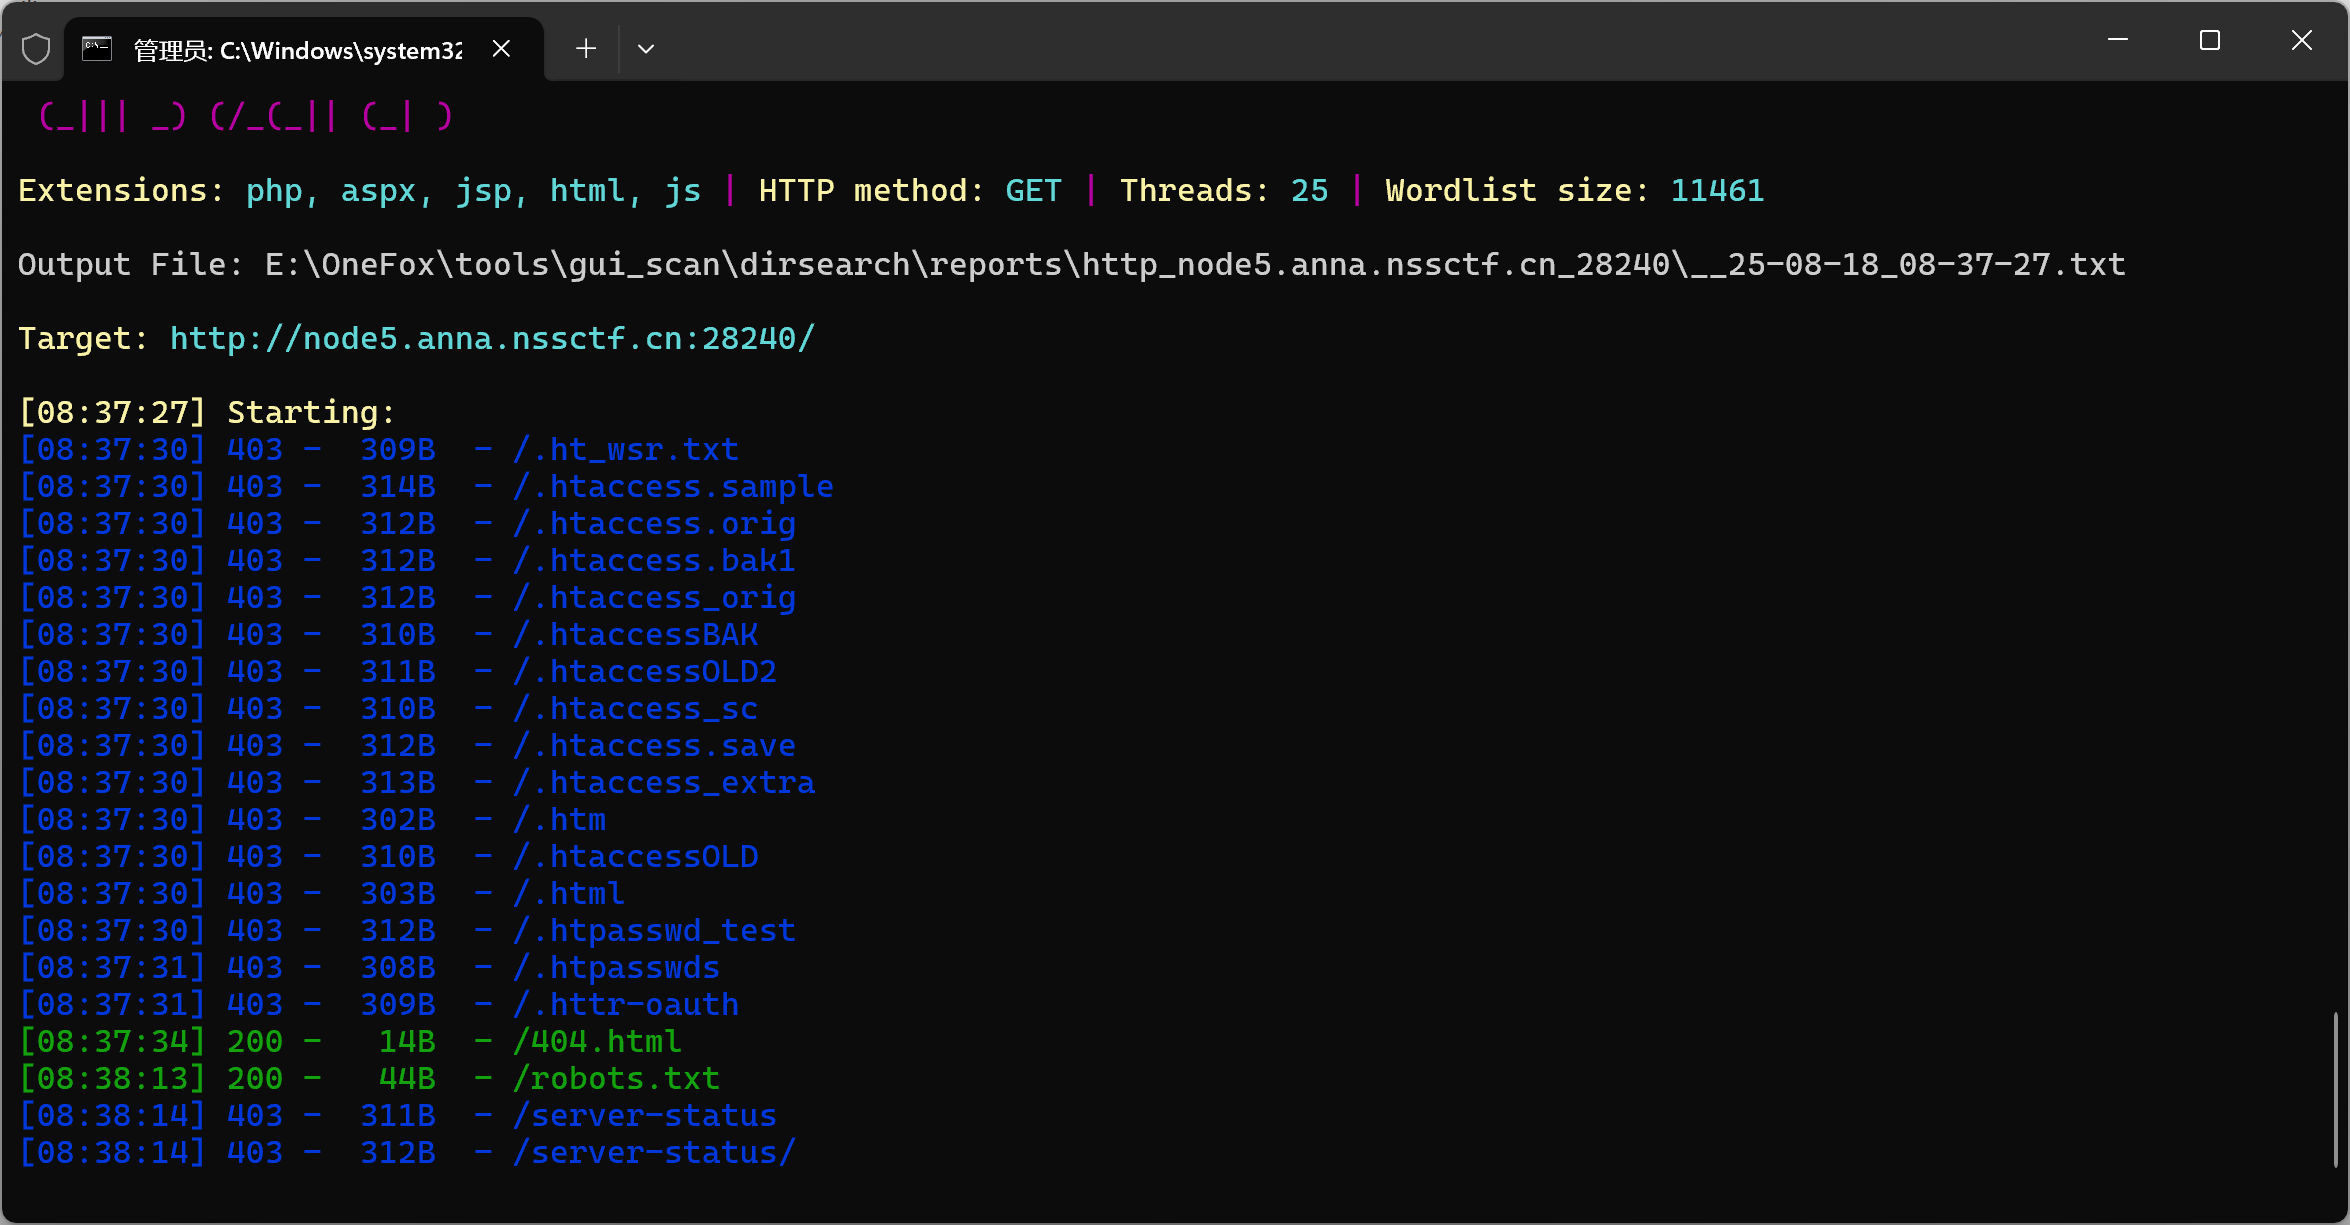 管理员: C:\Windows\system32
(_||| _) (/_(_|| (_| )
Extensions: php, aspx, jsp, html, js | HTTP method: GET | Threads: 25 | Wordlist size: 11461
Output File: E:\OneFox\tools\gui_scan\dirsearch\reports\http_node5.anna.nssctf.cn_28240\__25-08-18_08-37-27.txt
Target: http://node5.anna.nssctf.cn:28240/
[08:37:27] Starting:
[08:37:30] 403 -  309B  - /.ht_wsr.txt
[08:37:30] 403 -  314B  - /.htaccess.sample
[08:37:30] 403 -  312B  - /.htaccess.orig
[08:37:30] 403 -  312B  - /.htaccess.bak1
[08:37:30] 403 -  312B  - /.htaccess_orig
[08:37:30] 403 -  310B  - /.htaccessBAK
[08:37:30] 403 -  311B  - /.htaccessOLD2
[08:37:30] 403 -  310B  - /.htaccess_sc
[08:37:30] 403 -  312B  - /.htaccess.save
[08:37:30] 403 -  313B  - /.htaccess_extra
[08:37:30] 403 -  302B  - /.htm
[08:37:30] 403 -  310B  - /.htaccessOLD
[08:37:30] 403 -  303B  - /.html
[08:37:30] 403 -  312B  - /.htpasswd_test
[08:37:31] 403 -  308B  - /.htpasswds
[08:37:31] 403 -  309B  - /.httr-oauth
[08:37:34] 200 -   14B  - /404.html
[08:38:13] 200 -   44B  - /robots.txt
[08:38:14] 403 -  311B  - /server-status
[08:38:14] 403 -  312B  - /server-status/